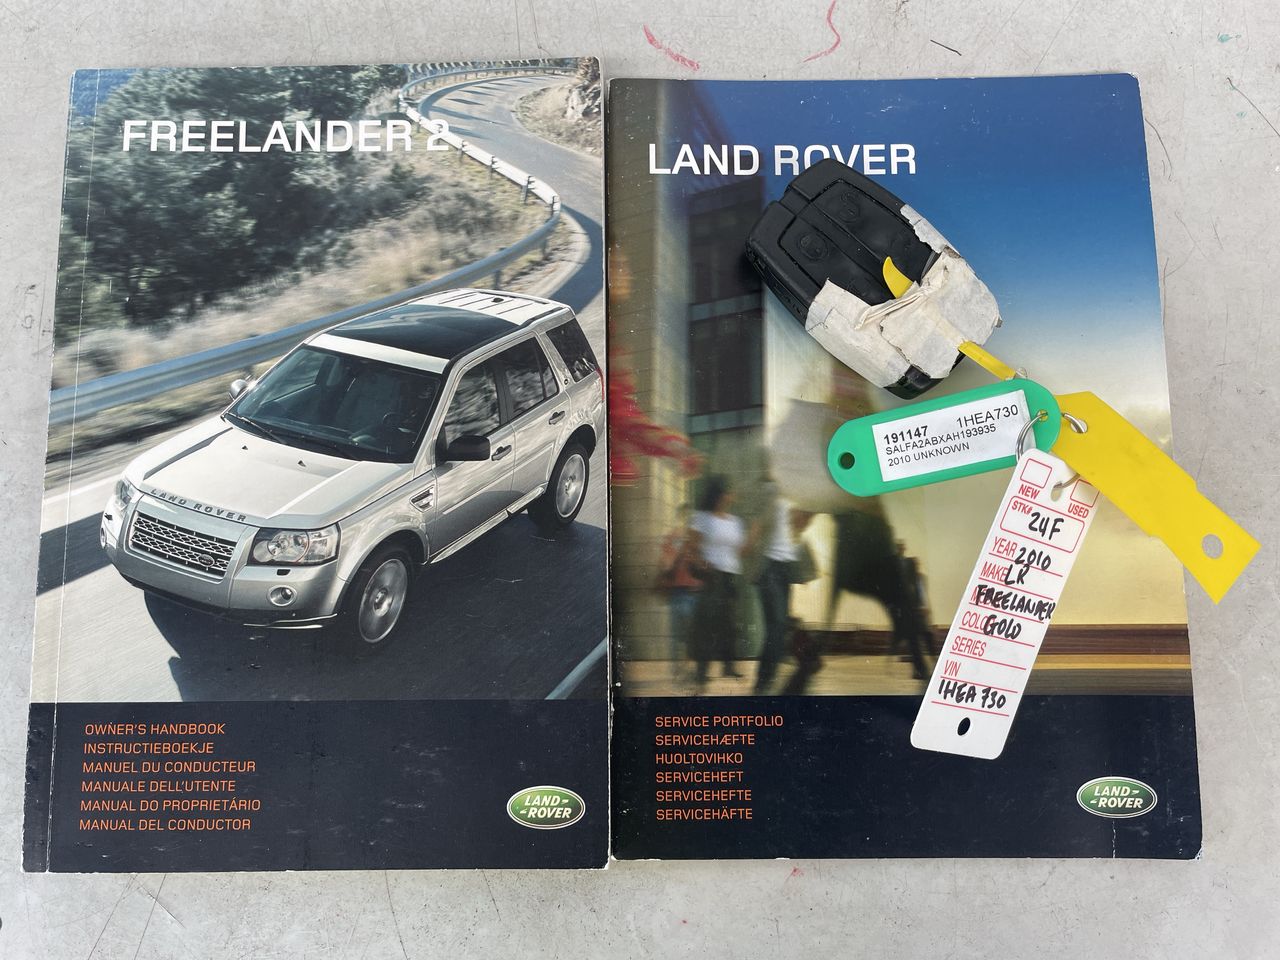 FREELANDER 2
LAND ROVER
OWNER'S HANDBOOK
INSTRUCTIEBOEKJE
MANUEL DU CONDUCTEUR
MANUALE DELL'UTENTE
MANUAL DO PROPRIETÁRIO
MANUAL DEL CONDUCTOR
LAND-
-ROVER
LAND ROVER
SERVICE PORTFOLIO
SERVICEHÆFTE
HUOLTOVIHKO
SERVICEHEFT
SERVICEHEFTE
SERVICEHÄFTE
LAND-
-ROVER
191147 1HEA730
SALFA2ABXAH193935
2010 UNKNOWN
NEW USED
STK# 24F
YEAR 2010
MAKE LR
FREELANDER
COLO GOLD
SERIES
VIN
1HEA730